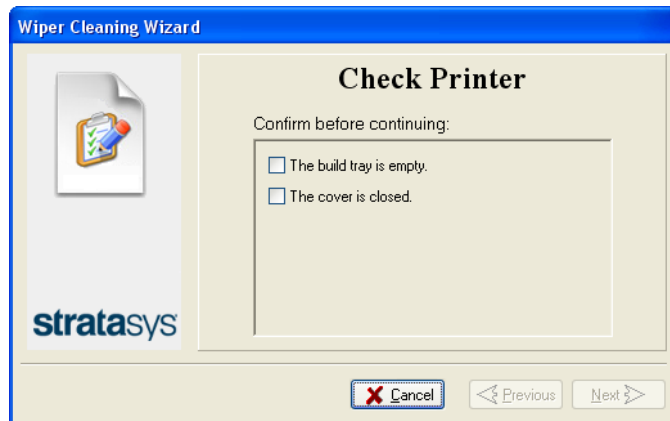 Wiper Cleaning Wizard
Check Printer
Confirm before continuing:
The build tray is empty.
The cover is closed.
stratasys
Cancel
Previous
Next